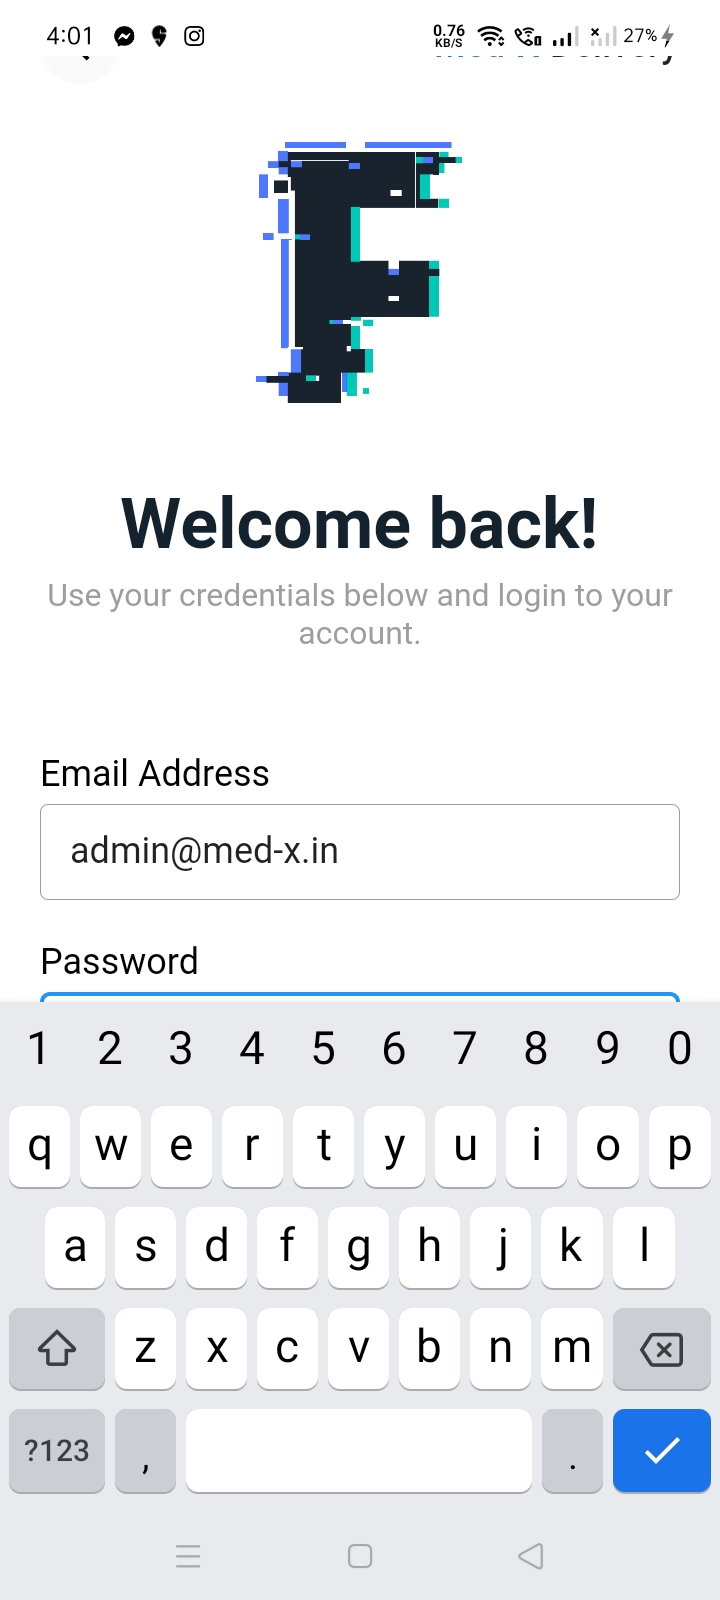 4:01 0.76 KB/S 27%
Delivery
F
Welcome back!
Use your credentials below and login to your
account.
Email Address
admin@med-x.in
Password
1 2 3 4 5 6 7 8 9 0
q w e r t y u i o p
a s d f g h j k l
z x c v b n m
?123 , .